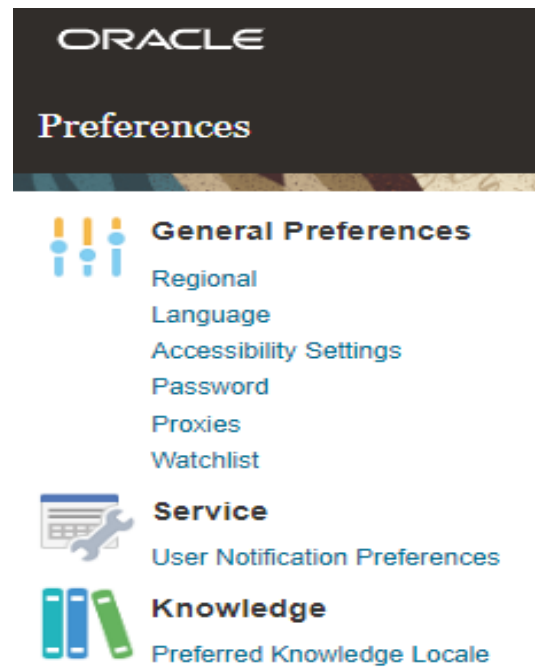 ORACLE
Preferences
General Preferences
Regional
Language
Accessibility Settings
Password
Proxies
Watchlist
Service
User Notification Preferences
Knowledge
Preferred Knowledge Locale